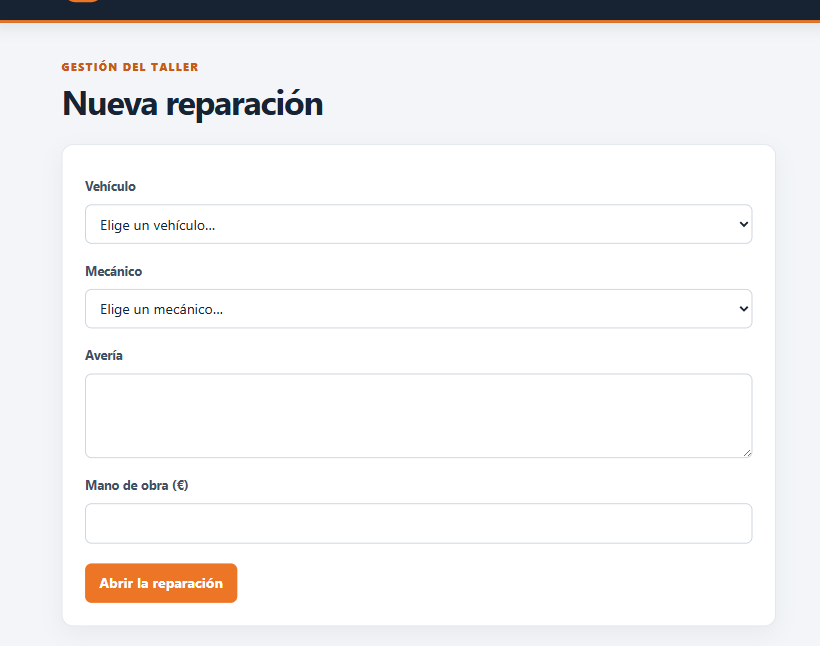 GESTIÓN DEL TALLER
Nueva reparación
Vehículo
Elige un vehículo...
Mecánico
Elige un mecánico...
Avería
Mano de obra (€)
Abrir la reparación